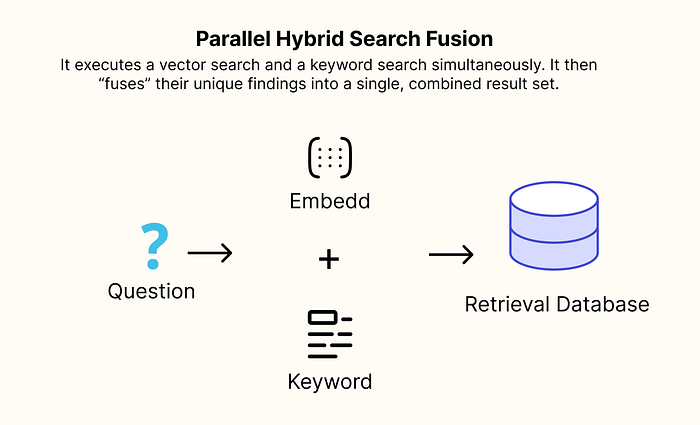 Parallel Hybrid Search Fusion
It executes a vector search and a keyword search simultaneously. It then
“fuses” their unique findings into a single, combined result set.
Embedd
+
?
Question
Retrieval Database
Keyword